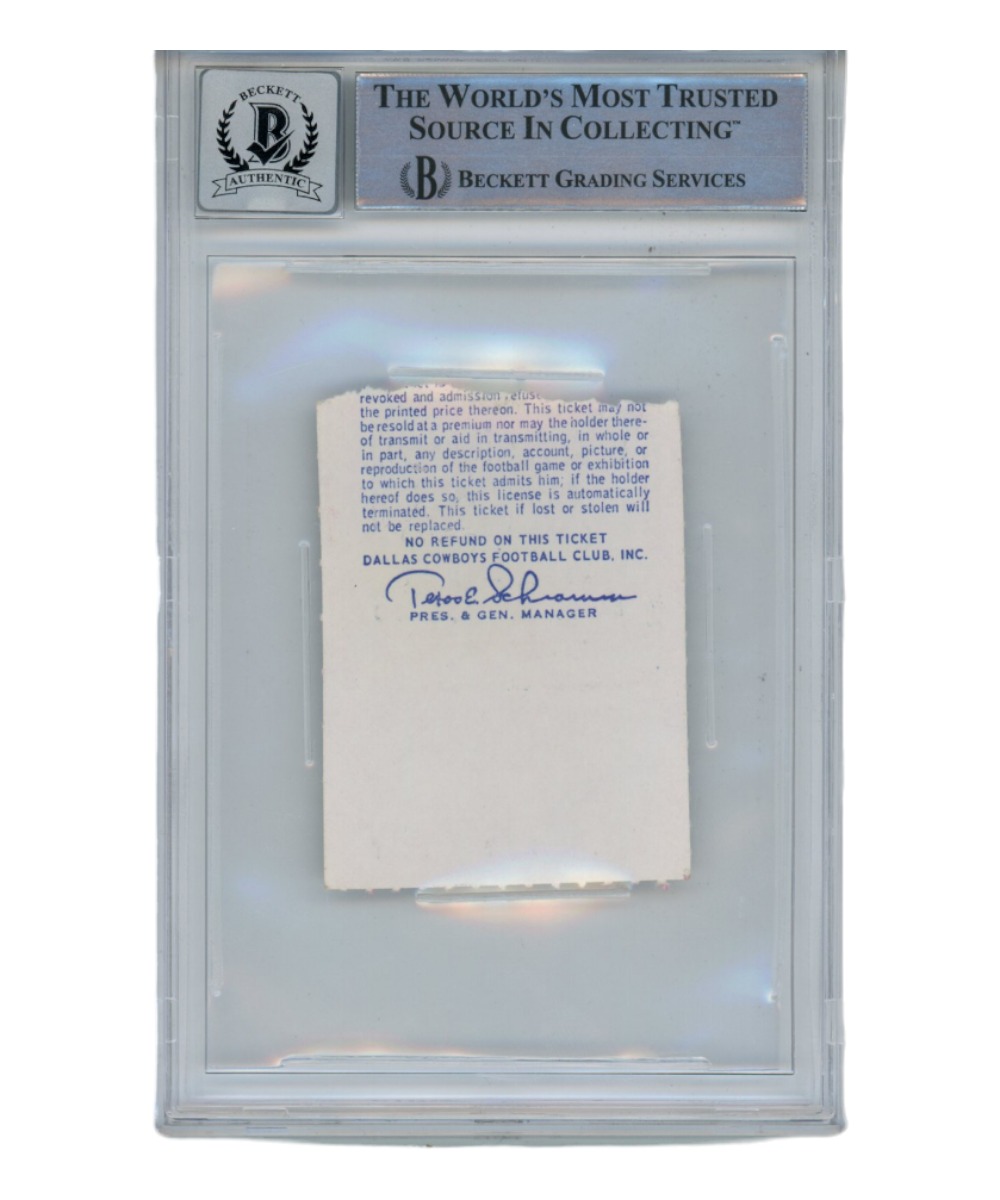 BECKETT
B
AUTHENTIC
THE WORLD'S MOST TRUSTED
SOURCE IN COLLECTING™
B BECKETT GRADING SERVICES
revoked and admission refuse
the printed price thereon. This ticket may not
be resold at a premium nor may the holder there-
of transmit or aid in transmitting, in whole or
in part, any description, account, picture, or
reproduction of the football game or exhibition
to which this ticket admits him; if the holder
hereof does so, this license is automatically
terminated. This ticket if lost or stolen will
not be replaced.
NO REFUND ON THIS TICKET
DALLAS COWBOYS FOOTBALL CLUB, INC.
Texas E. Schramm
PRES. & GEN. MANAGER